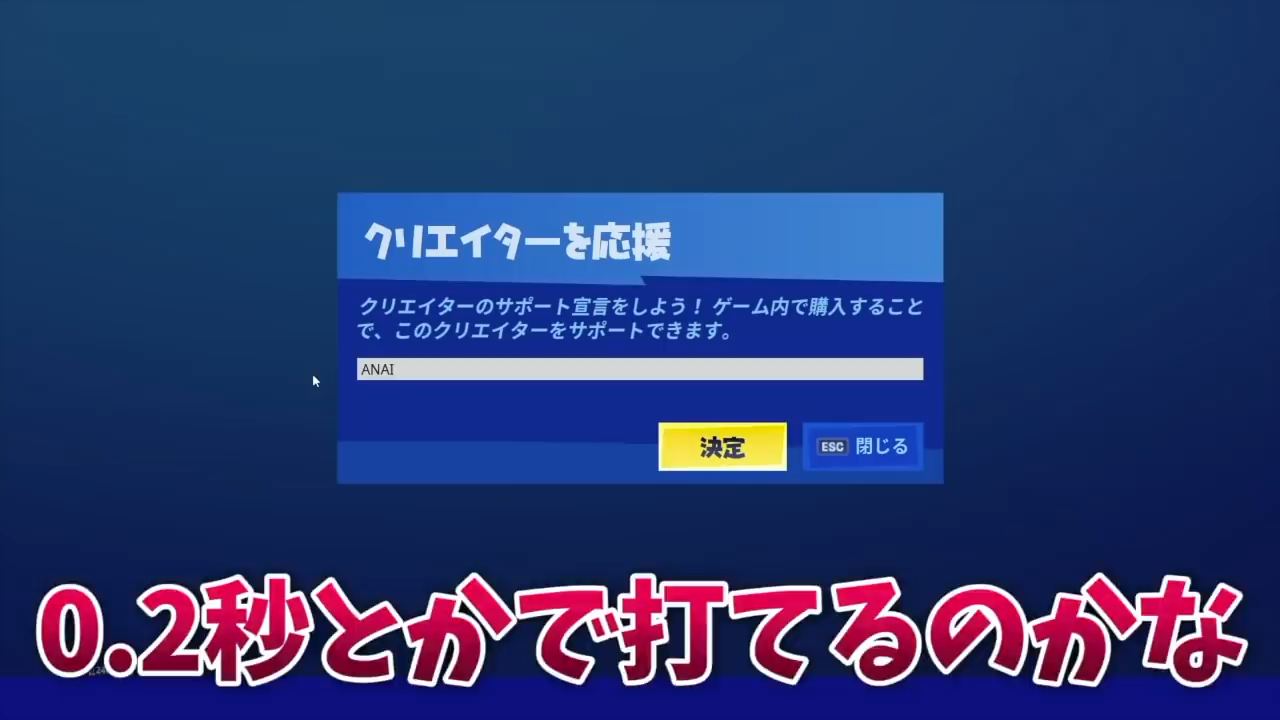 クリエイターを応援
クリエイターのサポート宣言をしよう！ ゲーム内で購入すること
で、このクリエイターをサポートできます。
ANAI
決定
ESC 閉じる
0.2秒とかで打てるのかな